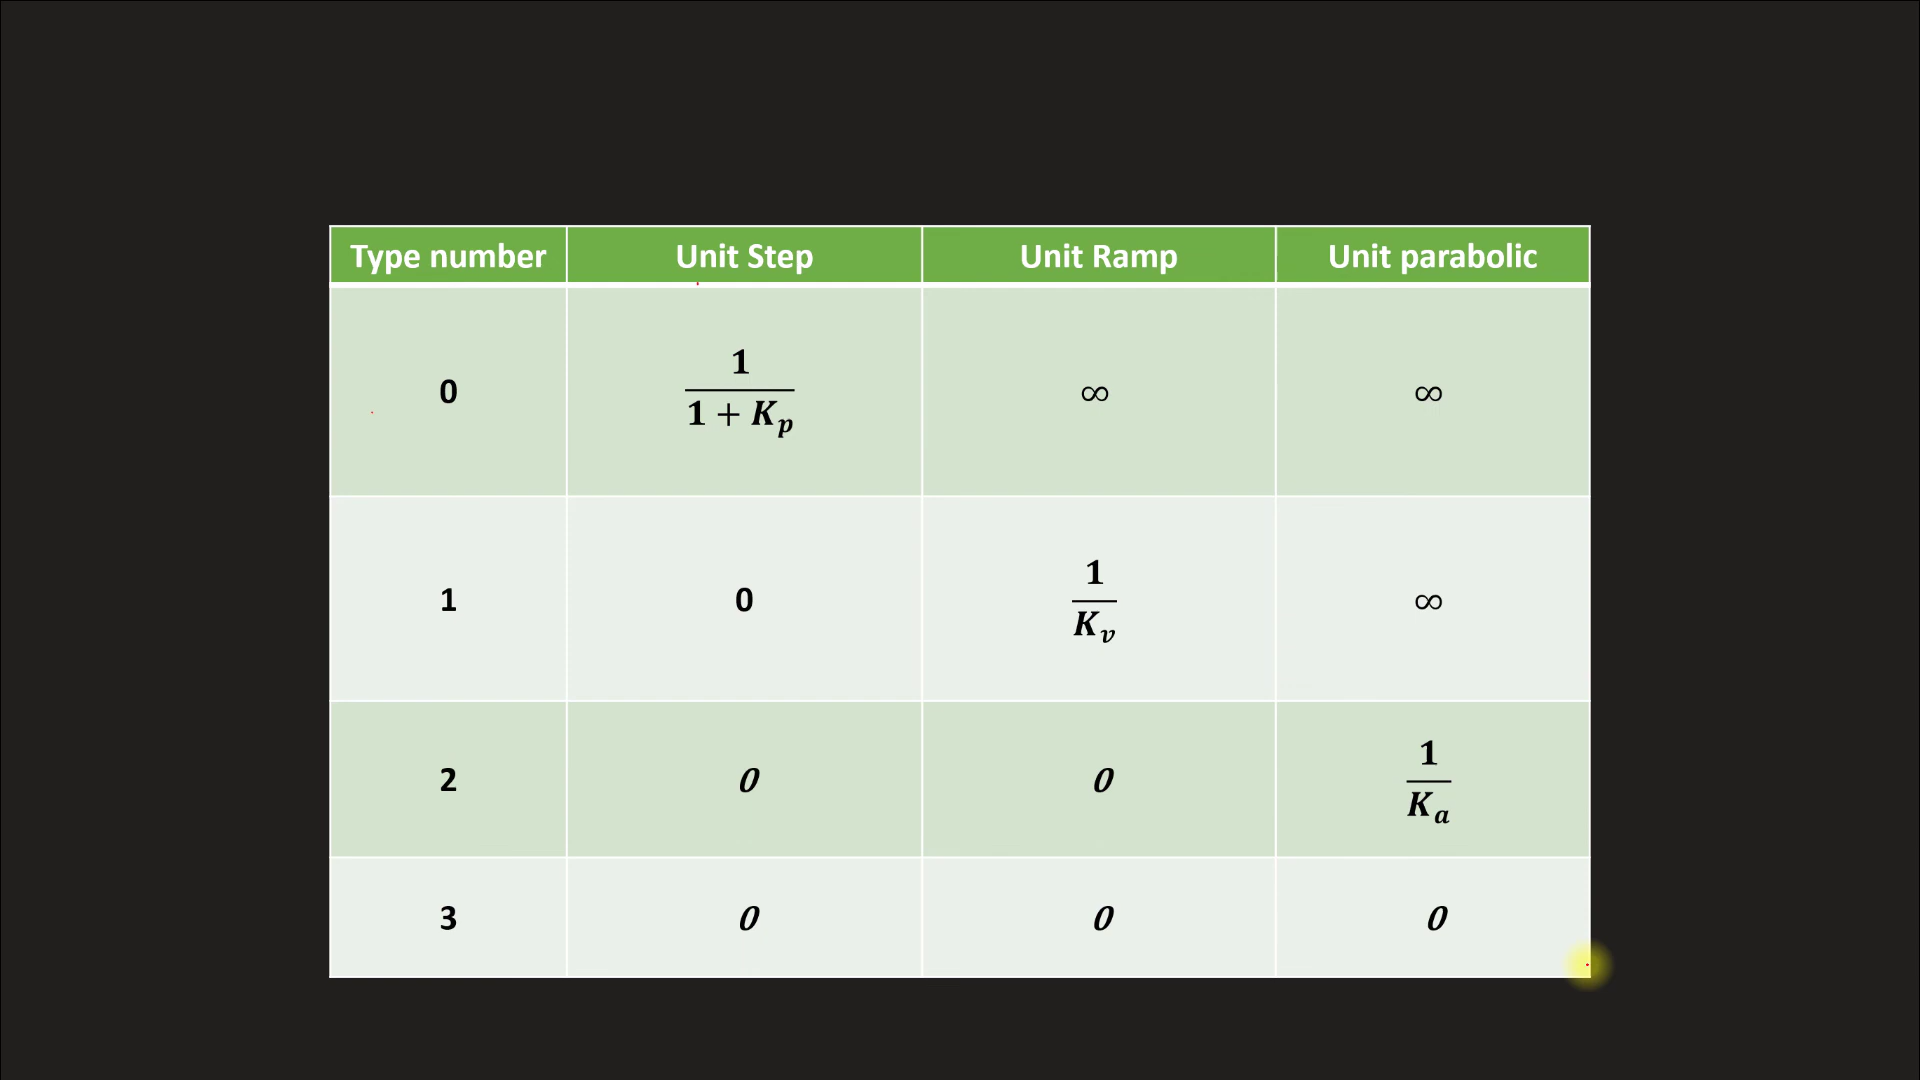 Type number Unit Step Unit Ramp Unit parabolic
0 1/(1 + K_p) ∞ ∞
1 0 1/K_v ∞
2 0 0 1/K_a
3 0 0 0